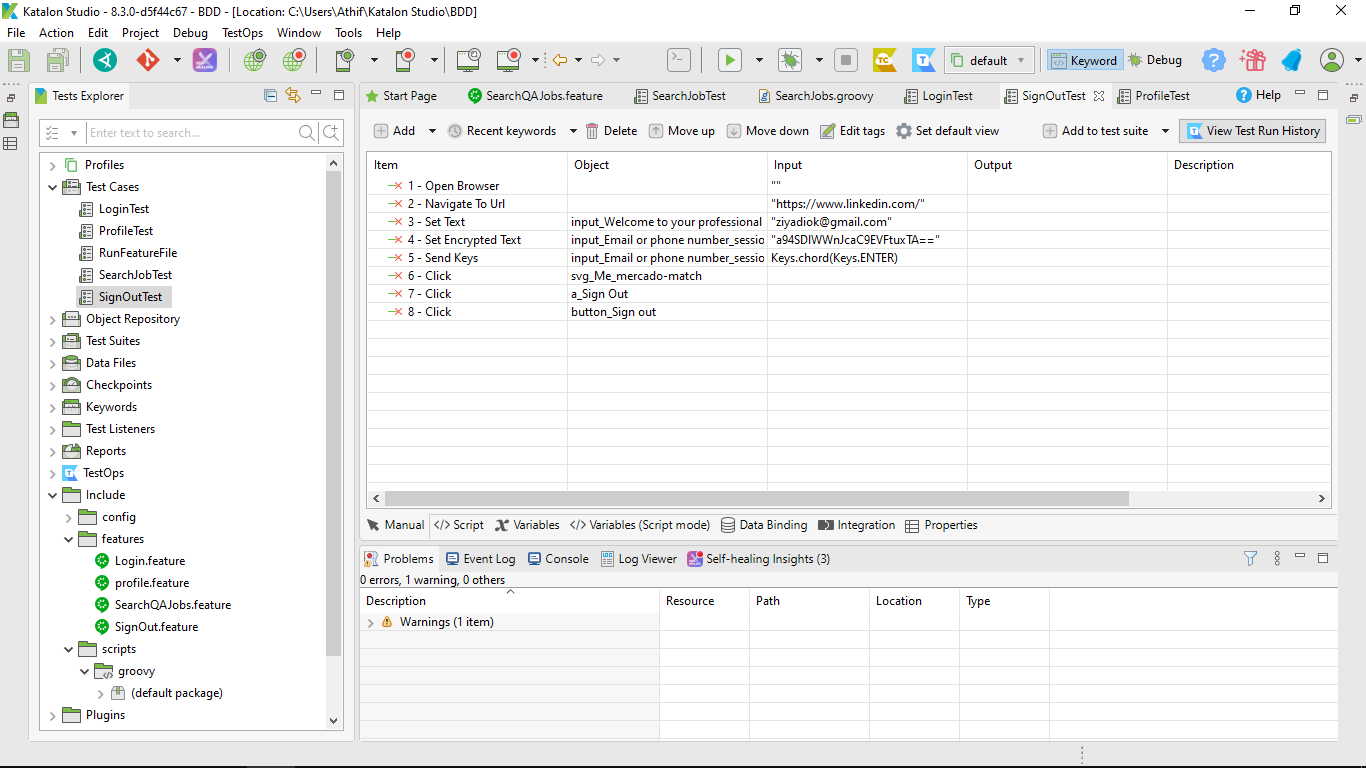 Katalon Studio - 8.3.0-d5f44c67 - BDD - [Location: C:\Users\Athif\Katalon Studio\BDD]
File Action Edit Project Debug TestOps Window Tools Help
default Keyword Debug
Tests Explorer
Start Page SearchQAJobs.feature SearchJobTest SearchJobs.groovy LoginTest SignOutTest ProfileTest Help
Enter text to search...
Add Recent keywords Delete Move up Move down Edit tags Set default view Add to test suite View Test Run History
Profiles
Test Cases
LoginTest
ProfileTest
RunFeatureFile
SearchJobTest
SignOutTest
Object Repository
Test Suites
Data Files
Checkpoints
Keywords
Test Listeners
Reports
TestOps
Include
config
features
Login.feature
profile.feature
SearchQAJobs.feature
SignOut.feature
scripts
groovy
(default package)
Plugins
Item Object Input Output Description
1 - Open Browser ""
2 - Navigate To Url "https://www.linkedin.com/"
3 - Set Text input_Welcome to your professional "ziyadiok@gmail.com"
4 - Set Encrypted Text input_Email or phone number_sessio "a94SDIWWnJcaC9EVFtuxTA=="
5 - Send Keys input_Email or phone number_sessio Keys.chord(Keys.ENTER)
6 - Click svg_Me_mercado-match
7 - Click a_Sign Out
8 - Click button_Sign out
Manual Script Variables Variables (Script mode) Data Binding Integration Properties
Problems Event Log Console Log Viewer Self-healing Insights (3)
0 errors, 1 warning, 0 others
Description Resource Path Location Type
Warnings (1 item)